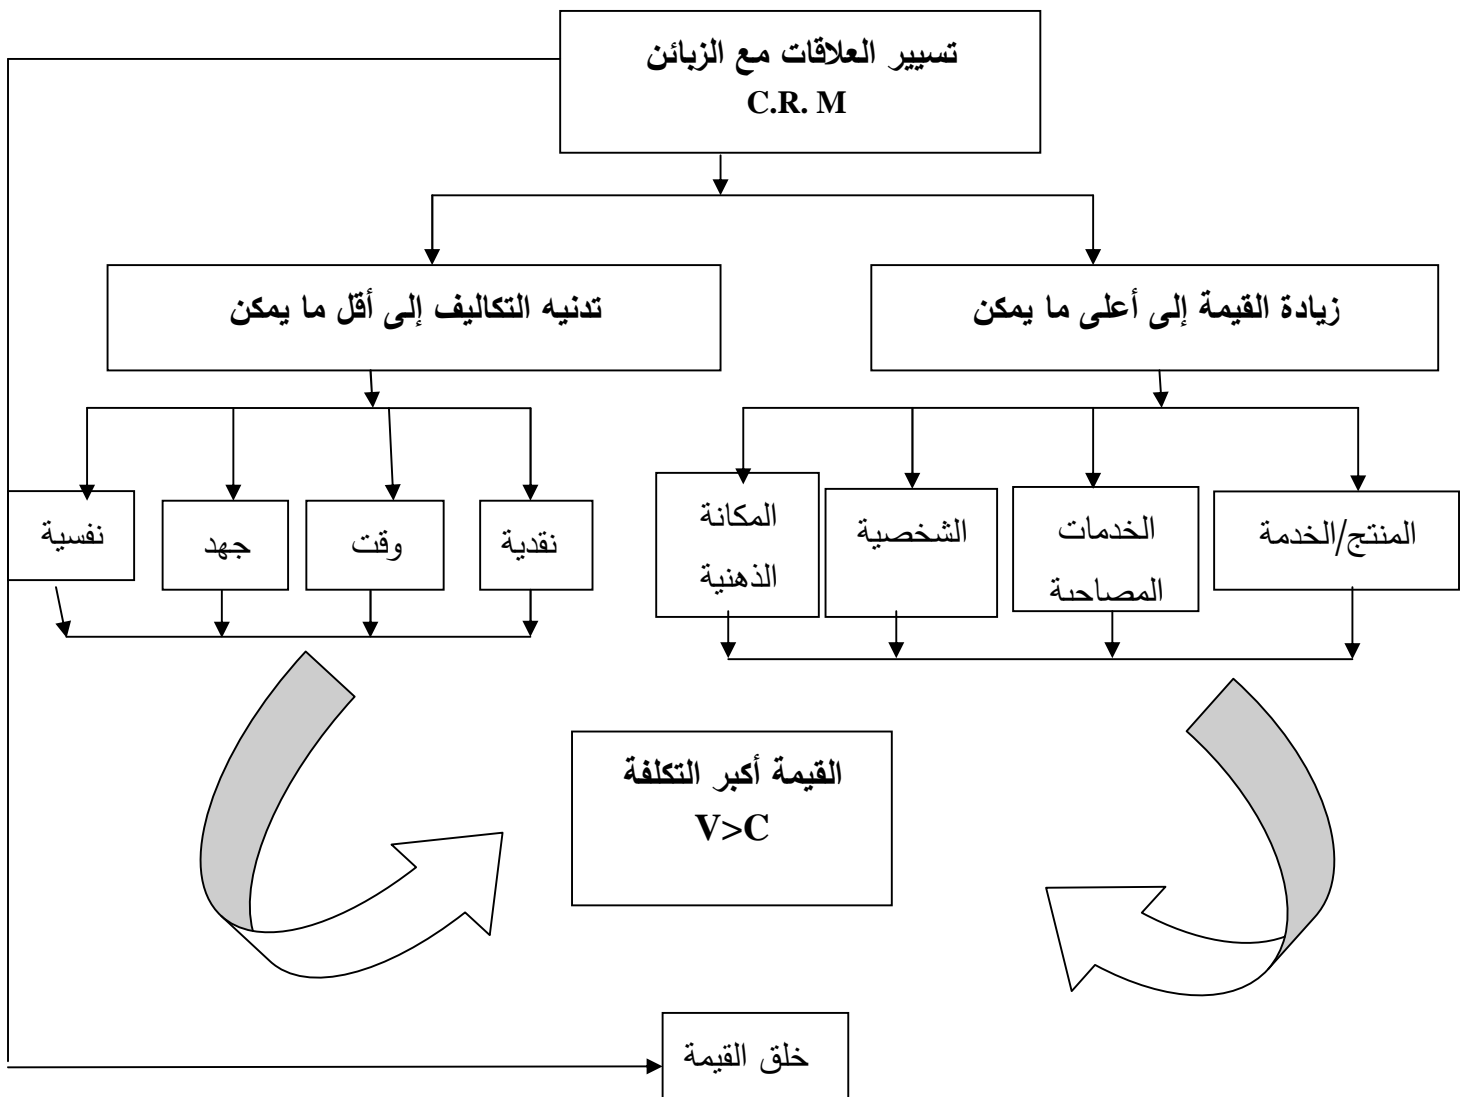 تسيير العلاقات مع الزبائن
C.R. M
زيادة القيمة إلى أعلى ما يمكن
تدنيه التكاليف إلى أقل ما يمكن
المنتج/الخدمة
الخدمات
المصاحبة
الشخصية
المكانة
الذهنية
نقدية
وقت
جهد
نفسية
القيمة أكبر التكلفة
V>C
خلق القيمة